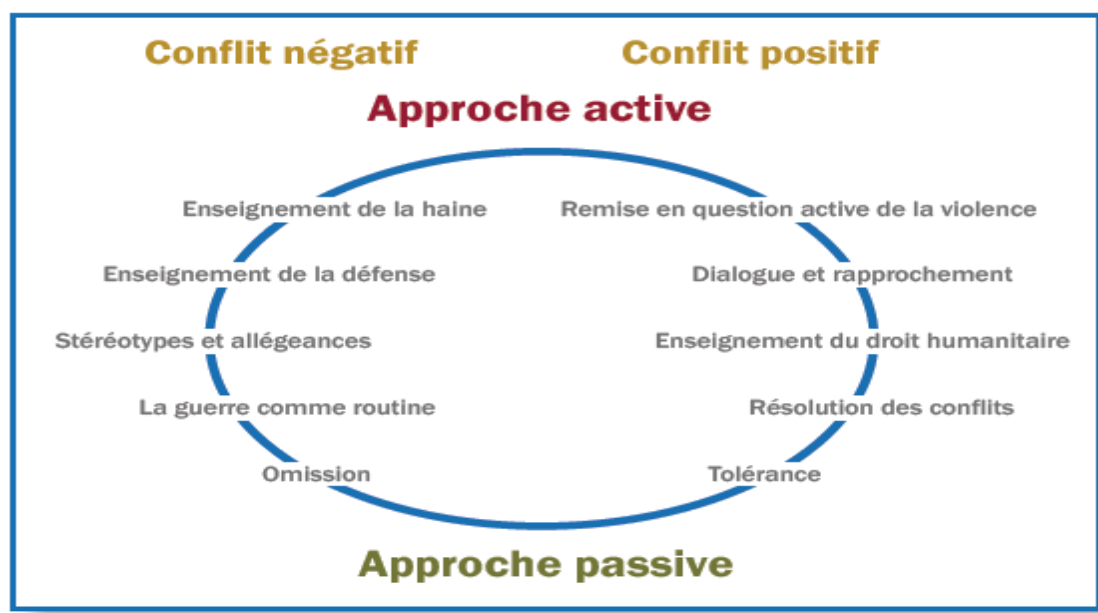 Conflit négatif
Conflit positif
Approche active
Enseignement de la haine
Remise en question active de la violence
Enseignement de la défense
Dialogue et rapprochement
Stéréotypes et allégeances
Enseignement du droit humanitaire
La guerre comme routine
Résolution des conflits
Omission
Tolérance
Approche passive